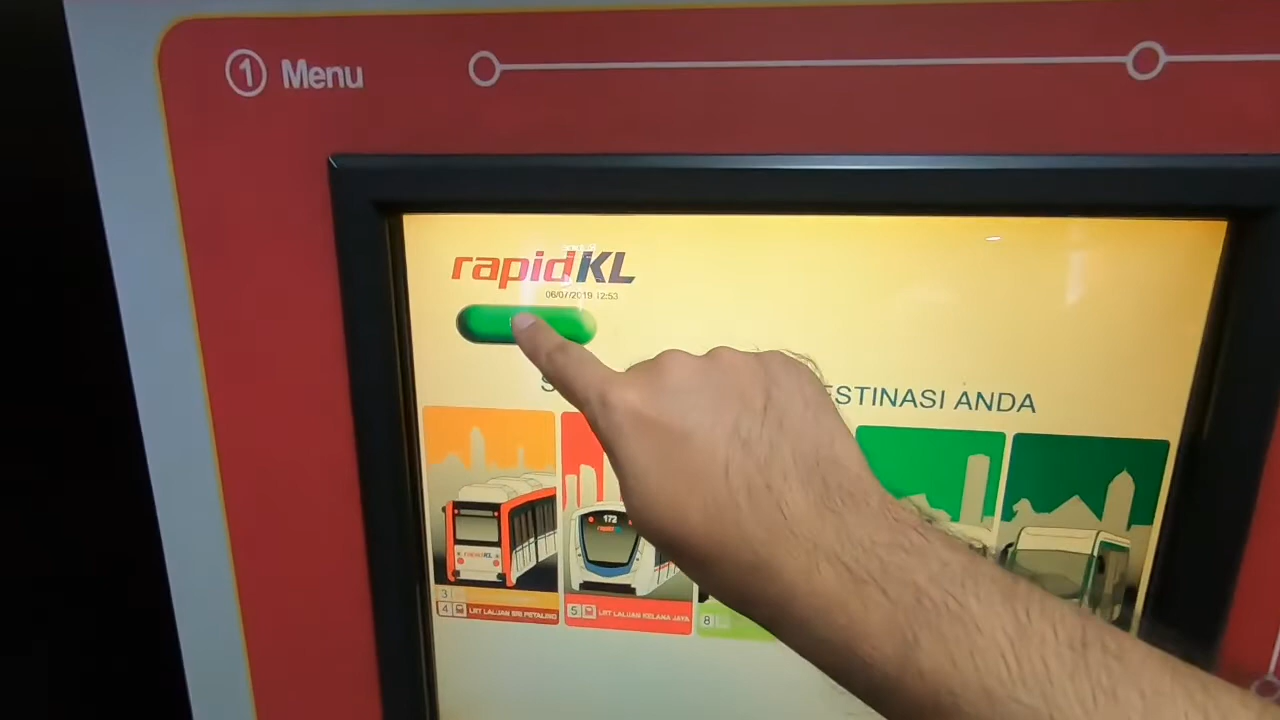 1 Menu
rapidKL
06/07/2019 12:53
ESTINASI ANDA
172
rapidKL
3
4 LRT LALUAN SRI PETALING
5 LRT LALUAN KELANA JAYA
8